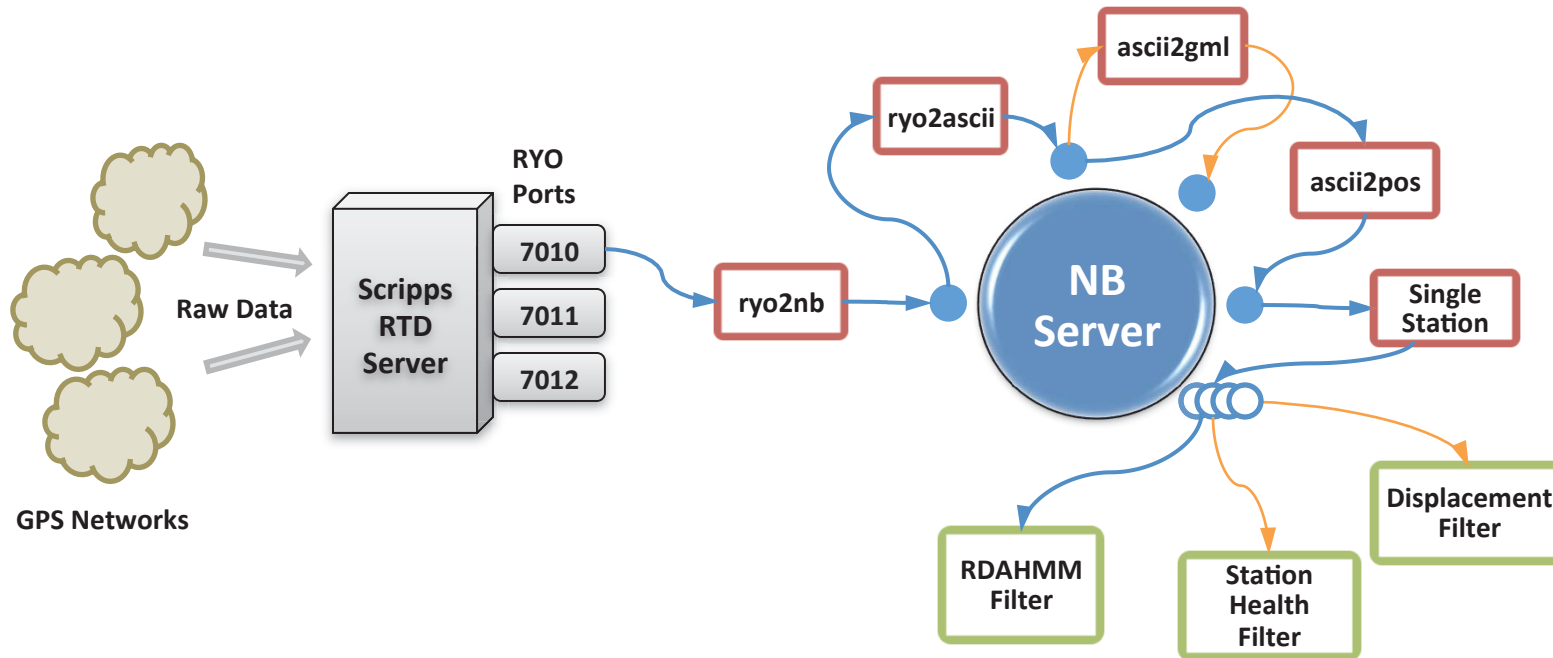 GPS Networks
Raw Data
Scripps
RTD
Server
RYO
Ports
7010
7011
7012
ryo2nb
ryo2ascii
ascii2gml
ascii2pos
NB
Server
Single
Station
RDAHMM
Filter
Station
Health
Filter
Displacement
Filter